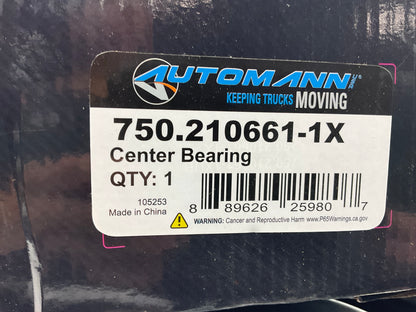 AUTOMANN INC.
KEEPING TRUCKS MOVING
750.210661-1X
Center Bearing
QTY: 1
105253
Made in China
8 89626 25980 7
WARNING: Cancer and Reproductive Harm www.P65Warnings.ca.gov